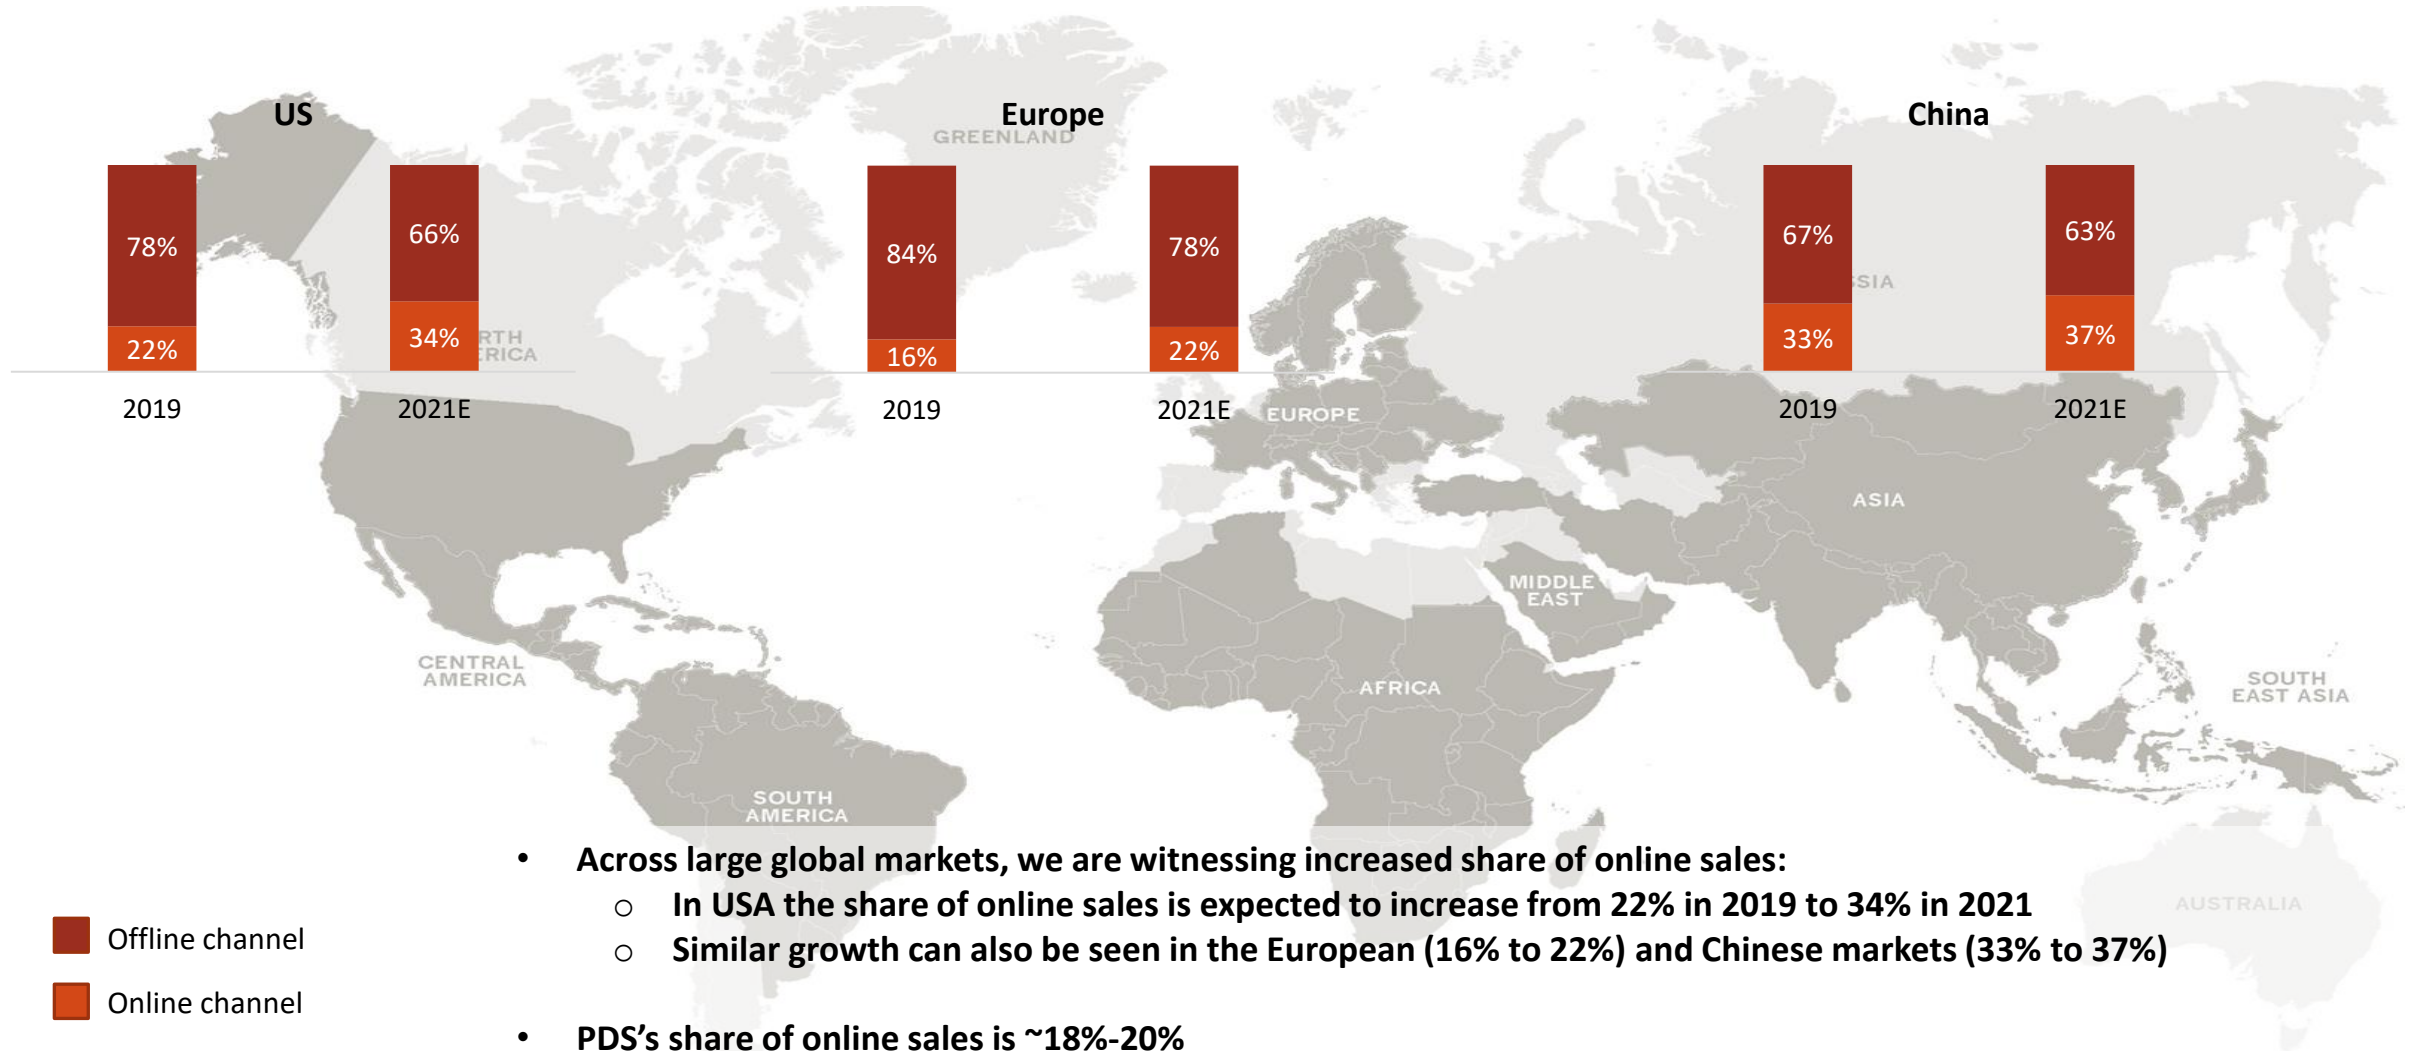 US
Europe
China
GREENLAND
78%
66%
84%
78%
67%
63%
SSIA
22%
34%
RTH
ERICA
16%
22%
33%
37%
2019
2021E
2019
2021E
2019
2021E
EUROPE
ASIA
MIDDLE
EAST
CENTRAL
AMERICA
AFRICA
SOUTH
EAST ASIA
SOUTH
AMERICA
AUSTRALIA
• Across large global markets, we are witnessing increased share of online sales:
o In USA the share of online sales is expected to increase from 22% in 2019 to 34% in 2021
o Similar growth can also be seen in the European (16% to 22%) and Chinese markets (33% to 37%)
• PDS’s share of online sales is ~18%-20%
Offline channel
Online channel